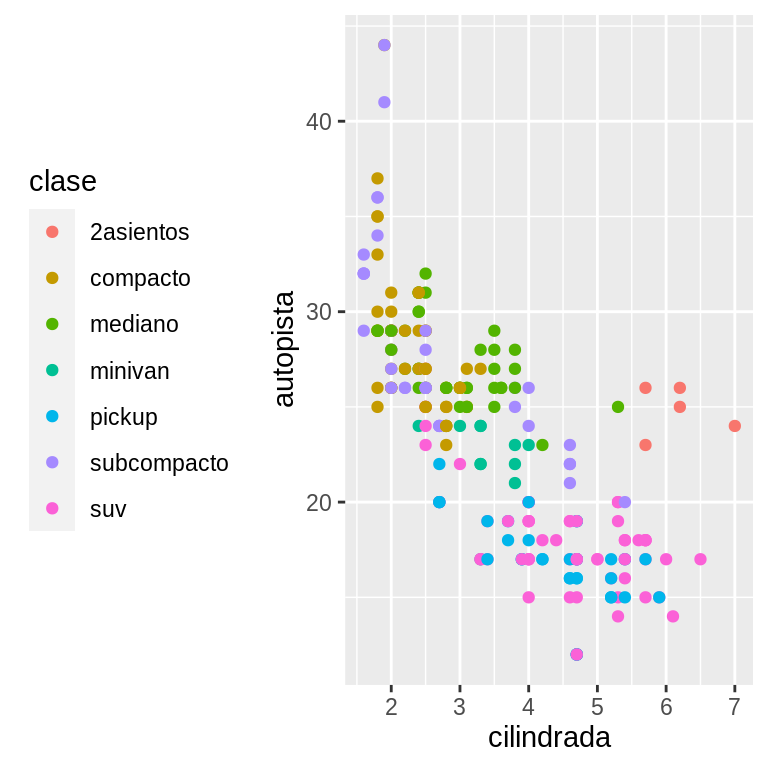 clase
2asientos
compacto
mediano
minivan
pickup
subcompacto
suv
autopista
40
30
20
2 3 4 5 6 7
cilindrada